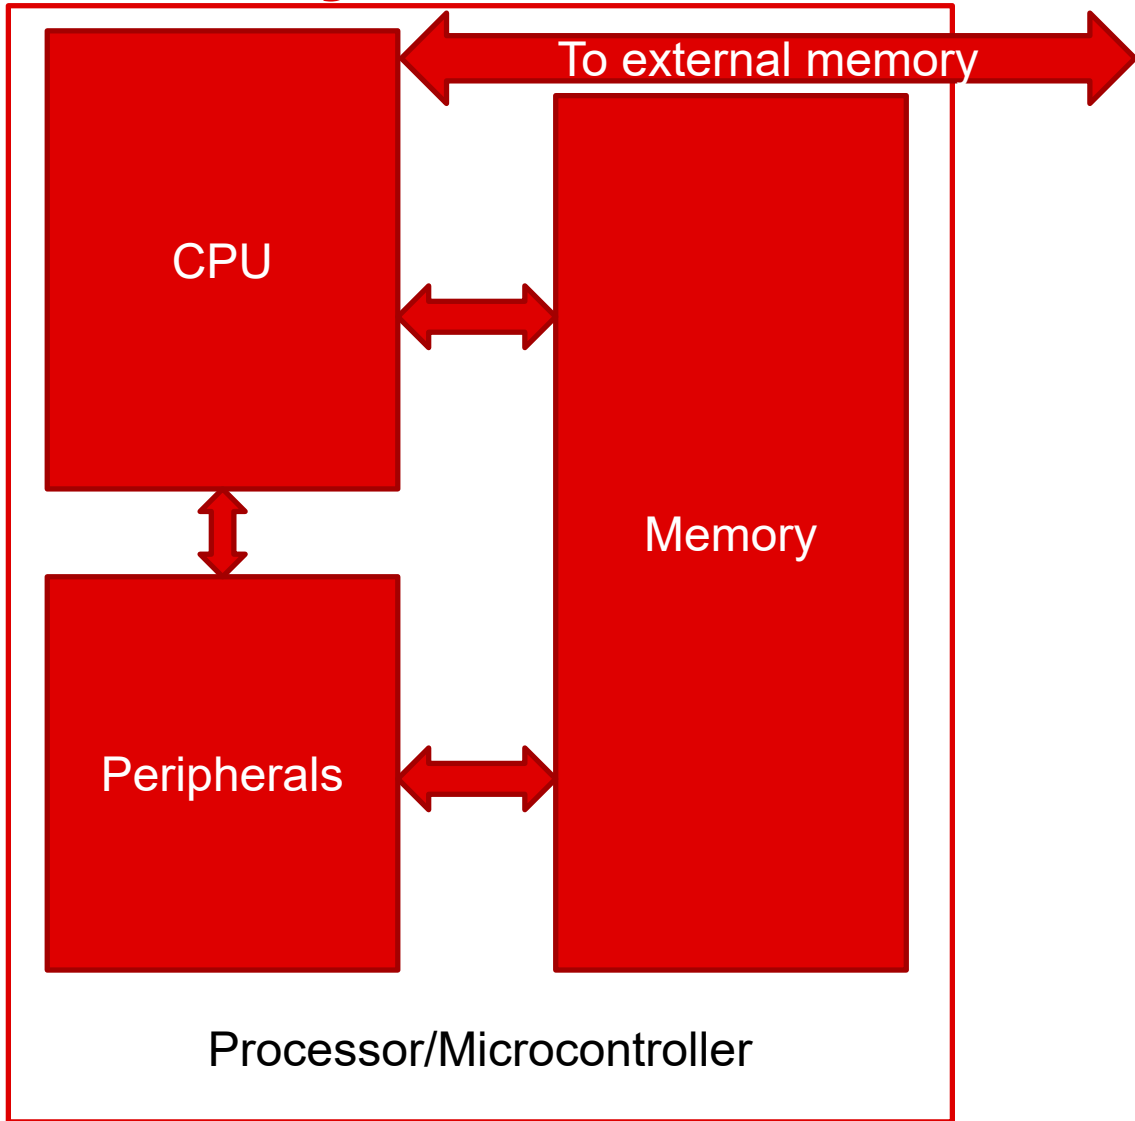 To external memory
CPU
Memory
Peripherals
Processor/Microcontroller